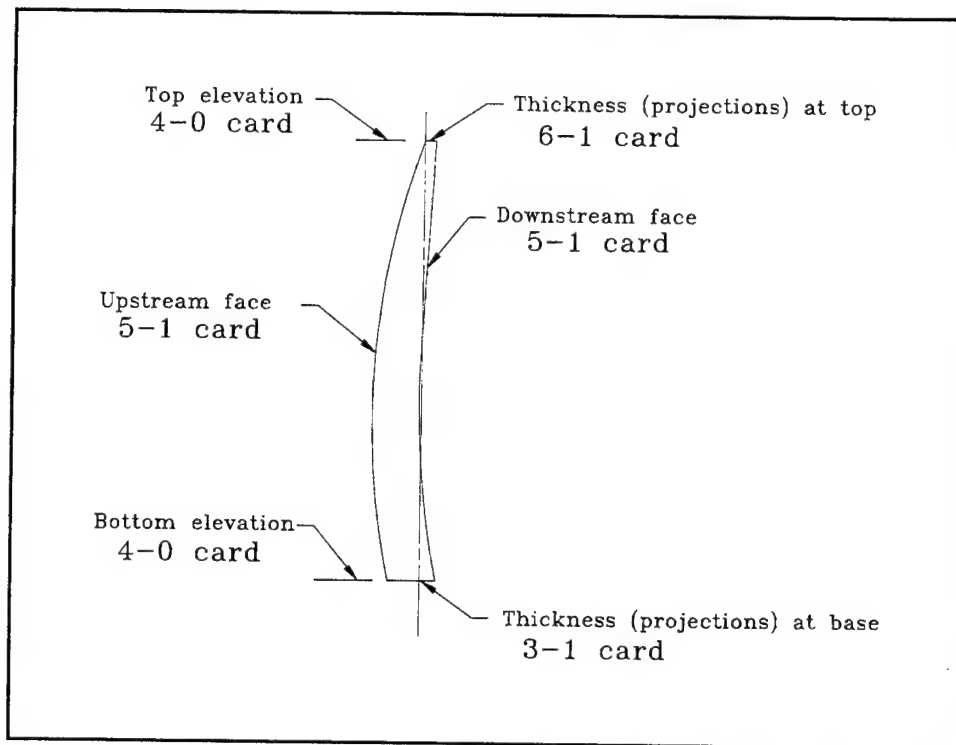 Top elevation
4-0 card
Thickness (projections) at top
6-1 card
Downstream face
5-1 card
Upstream face
5-1 card
Bottom elevation
4-0 card
Thickness (projections) at base
3-1 card